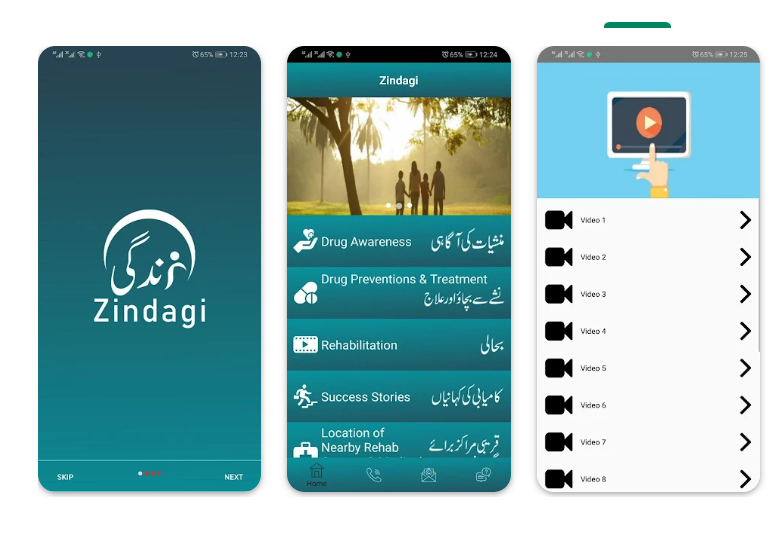 65% 12:23
زندگی
Zindagi
SKIP
NEXT
65% 12:24
Zindagi
Drug Awareness
منشیات کی آگاہی
Drug Preventions & Treatment
نشے سے بچاؤ اور علاج
Rehabilitation
بحالی
Success Stories
کامیابی کی کہانیاں
Location of
Nearby Rehab
قریبی مراکز برائے
Home
65% 12:25
Video 1
Video 2
Video 3
Video 4
Video 5
Video 6
Video 7
Video 8